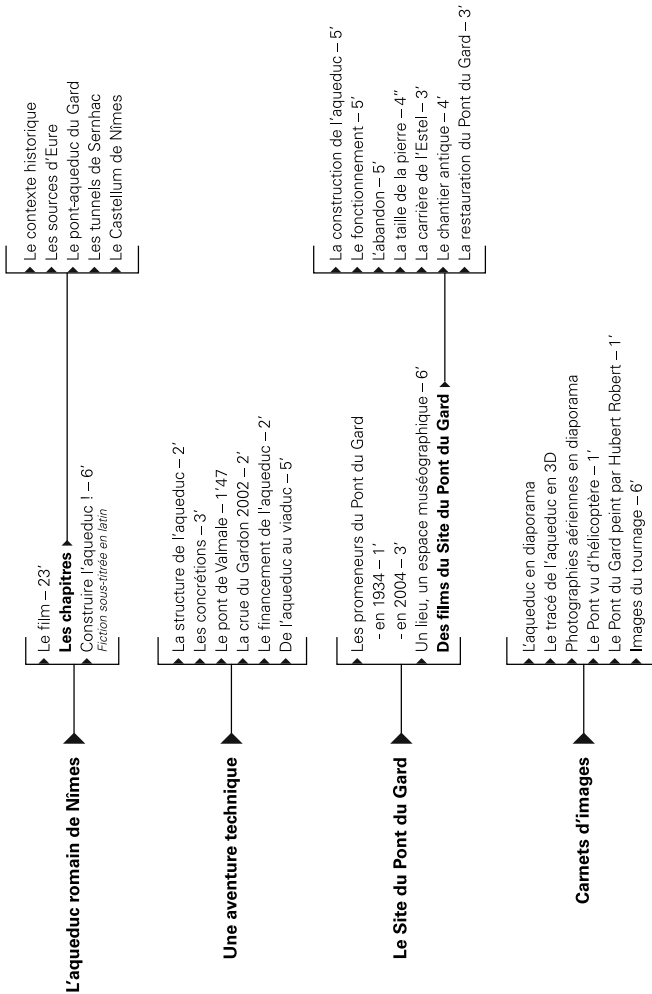 L'aqueduc romain de Nîmes
Le film – 23'
Les chapitres
Construire l'aqueduc ! – 6'
Fiction sous-titrée en latin
Le contexte historique
Les sources d'Eure
Le pont-aqueduc du Gard
Les tunnels de Sernhac
Le Castellum de Nîmes
Une aventure technique
La structure de l'aqueduc – 2'
Les concrétions – 3'
Le pont de Valmale – 1'47
La crue du Gardon 2002 – 2'
Le financement de l'aqueduc – 2'
De l'aqueduc au viaduc – 5'
Le Site du Pont du Gard
Les promeneurs du Pont du Gard
- en 1934 – 1'
- en 2004 – 3'
Un lieu, un espace muséographique – 6'
Des films du Site du Pont du Gard
La construction de l'aqueduc – 5'
Le fonctionnement – 5'
L'abandon – 5'
La taille de la pierre – 4"
La carrière de l'Estel – 3'
Le chantier antique – 4'
La restauration du Pont du Gard – 3'
Carnets d'images
L'aqueduc en diaporama
Le tracé de l'aqueduc en 3D
Photographies aériennes en diaporama
Le Pont vu d'hélicoptère – 1'
Le Pont du Gard peint par Hubert Robert – 1'
Images du tournage – 6'